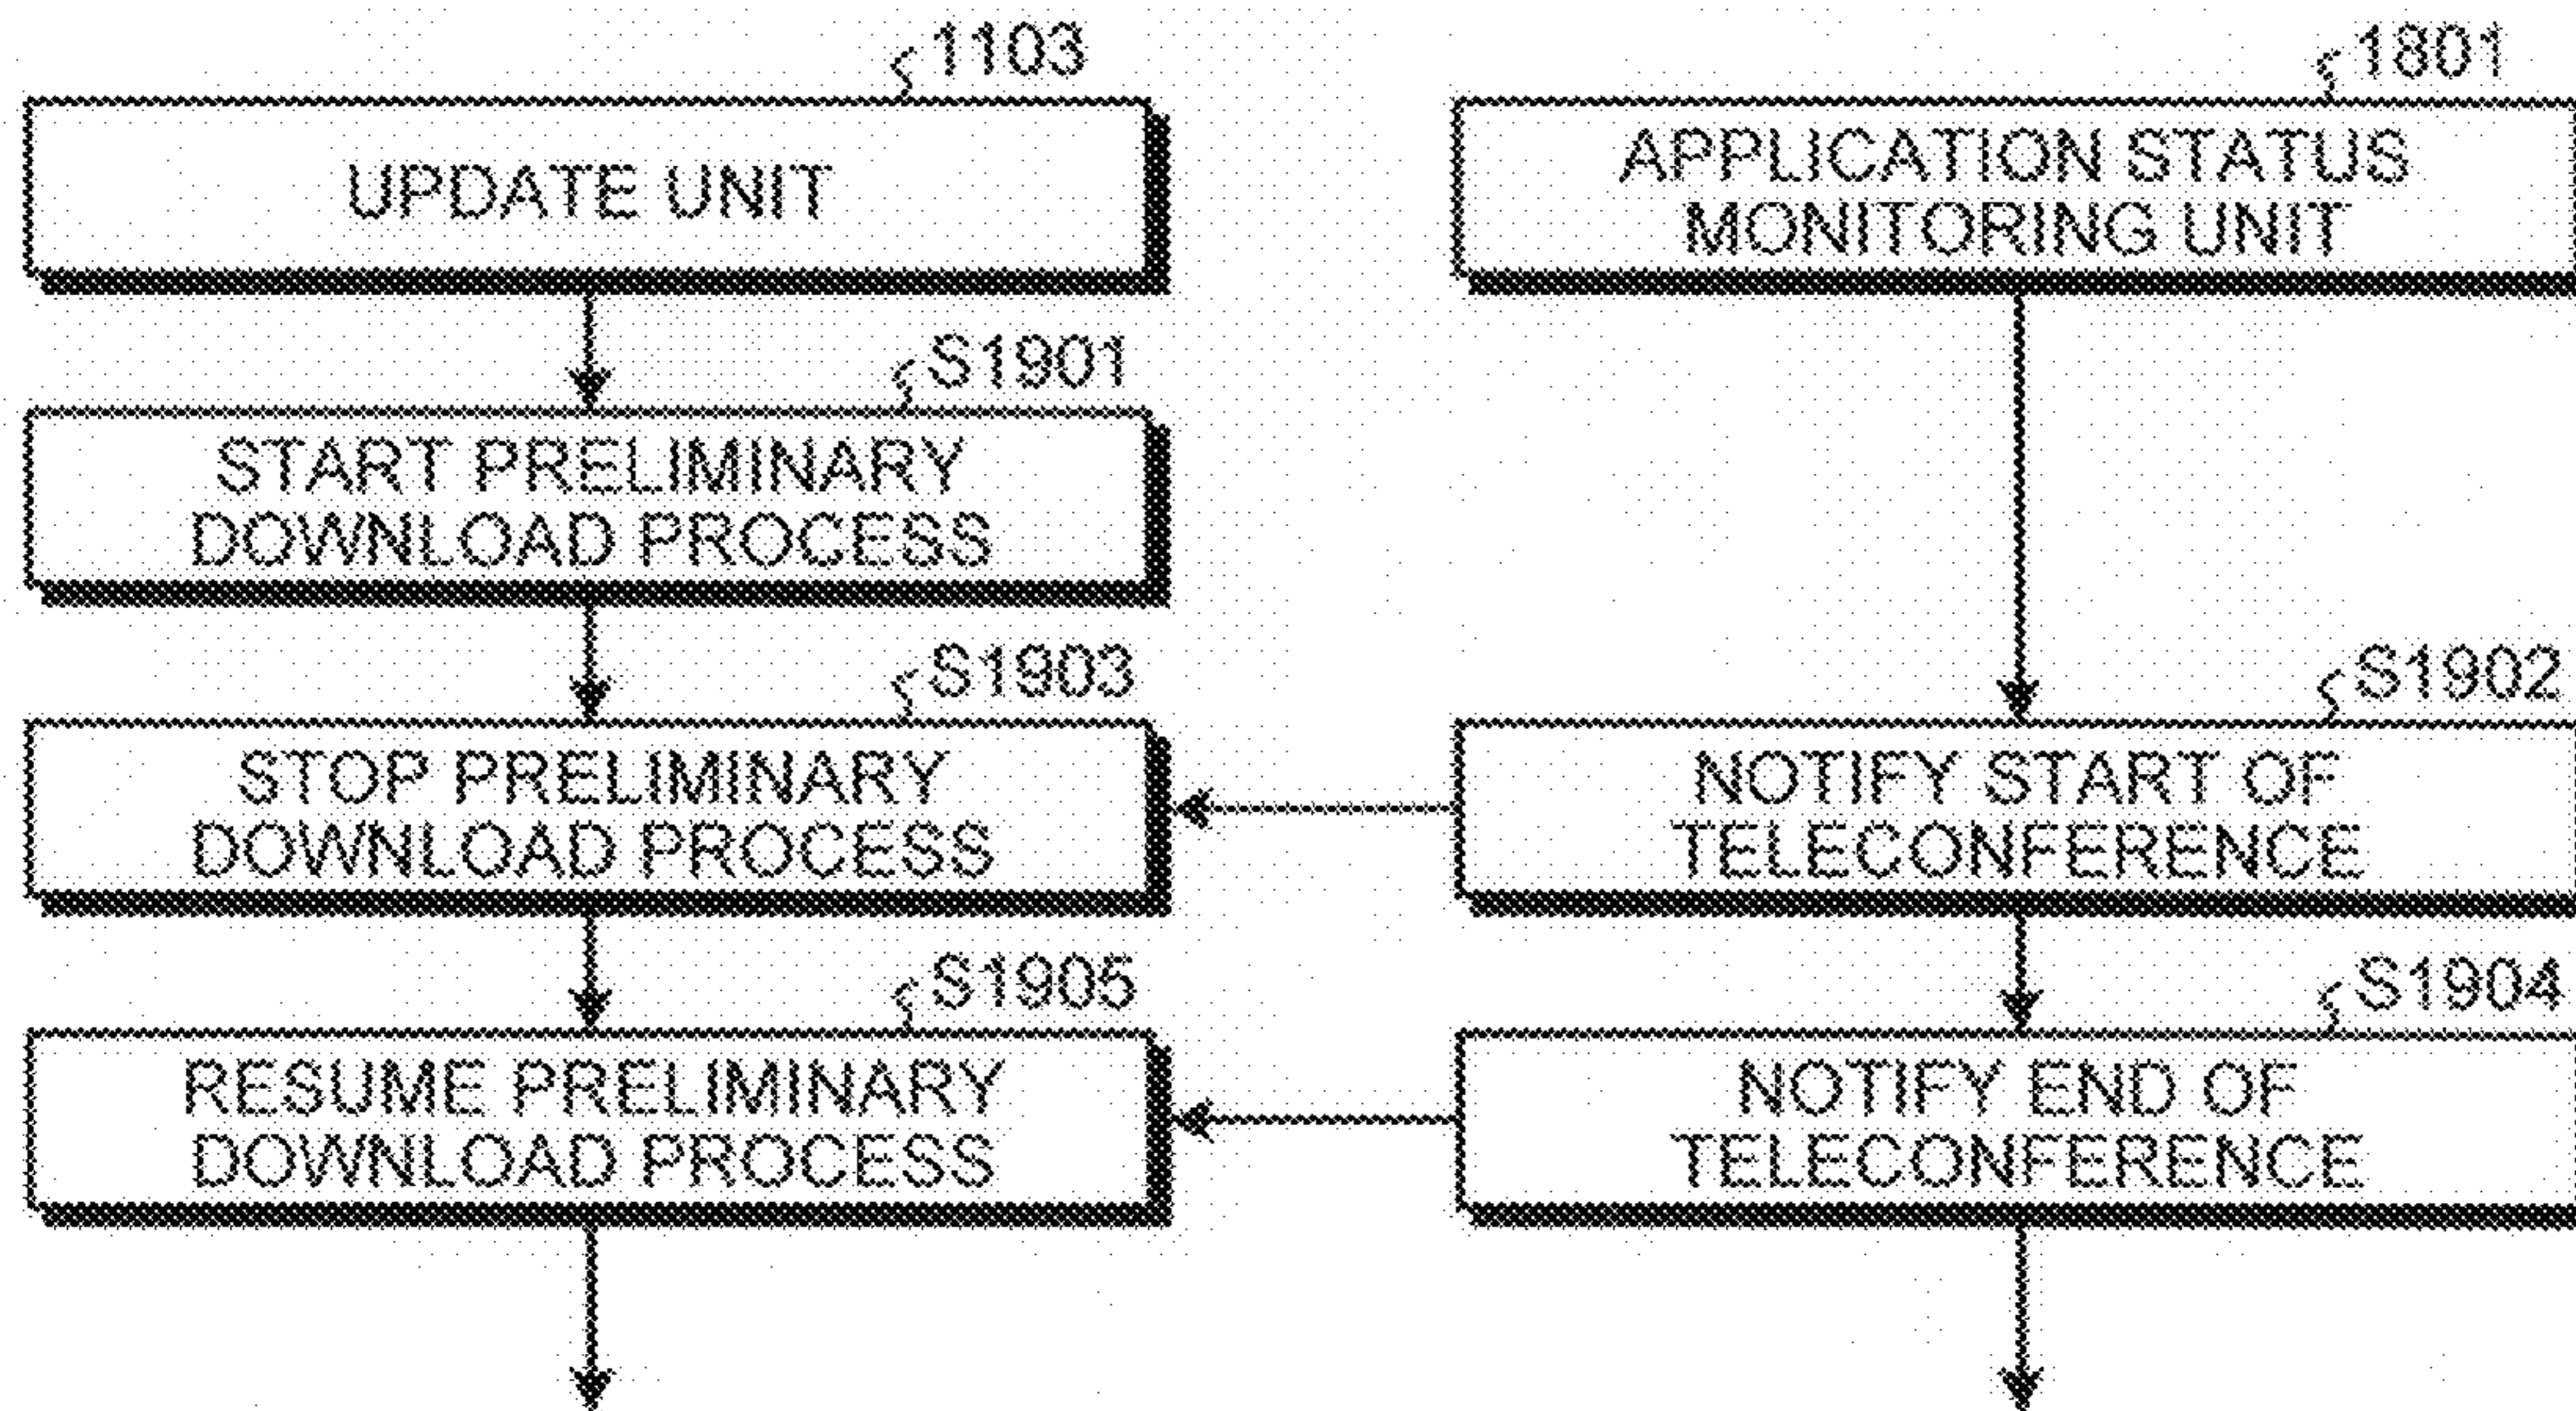 1103
UPDATE UNIT
1801
APPLICATION STATUS
MONITORING UNIT
S1901
START PRELIMINARY
DOWNLOAD PROCESS
S1903
STOP PRELIMINARY
DOWNLOAD PROCESS
S1902
NOTIFY START OF
TELECONFERENCE
S1905
RESUME PRELIMINARY
DOWNLOAD PROCESS
S1904
NOTIFY END OF
TELECONFERENCE